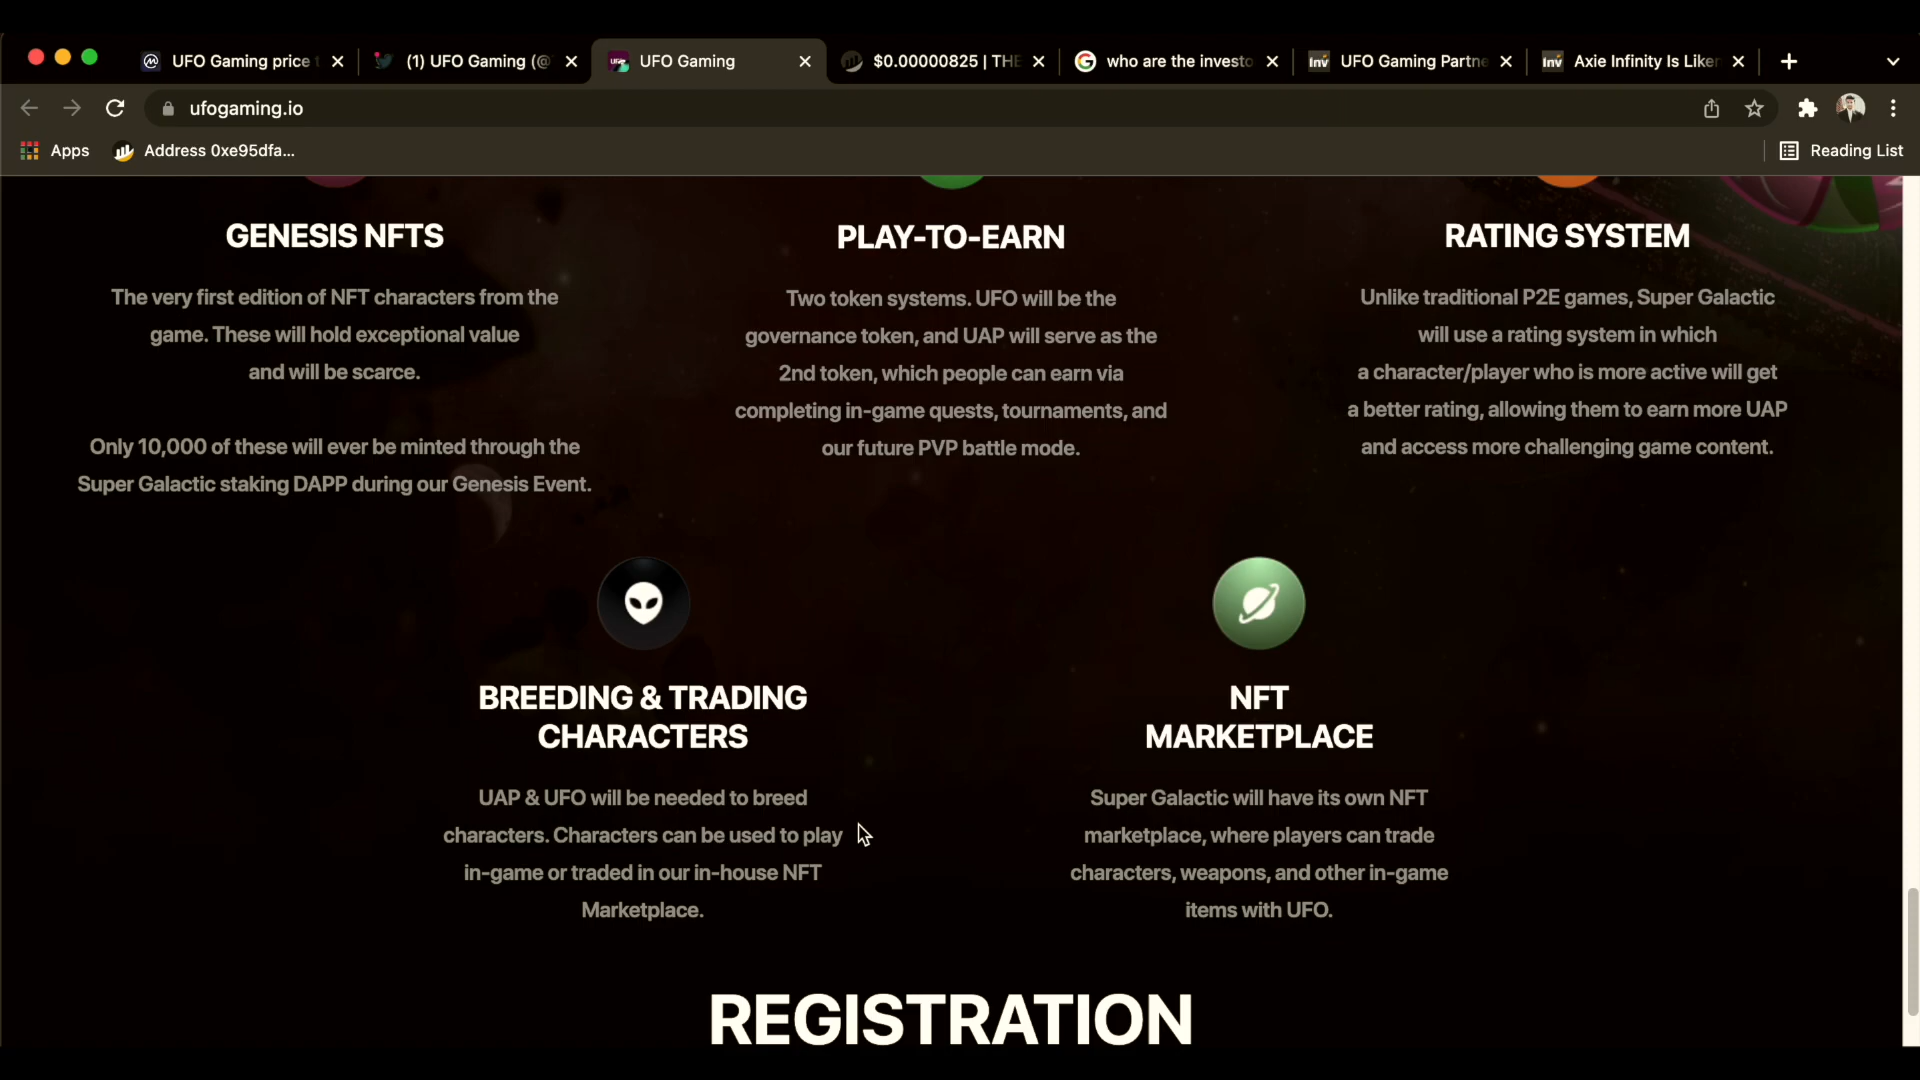 UFO Gaming price
(1) UFO Gaming (@
UFO Gaming
$0.00000825 | THE
who are the investo
UFO Gaming Partne
Axie Infinity Is Liker
ufogaming.io
Apps
Address 0xe95dfa...
Reading List
GENESIS NFTS
The very first edition of NFT characters from the
game. These will hold exceptional value
and will be scarce.
Only 10,000 of these will ever be minted through the
Super Galactic staking DAPP during our Genesis Event.
PLAY-TO-EARN
Two token systems. UFO will be the
governance token, and UAP will serve as the
2nd token, which people can earn via
completing in-game quests, tournaments, and
our future PVP battle mode.
RATING SYSTEM
Unlike traditional P2E games, Super Galactic
will use a rating system in which
a character/player who is more active will get
a better rating, allowing them to earn more UAP
and access more challenging game content.
BREEDING & TRADING
CHARACTERS
UAP & UFO will be needed to breed
characters. Characters can be used to play
in-game or traded in our in-house NFT
Marketplace.
NFT
MARKETPLACE
Super Galactic will have its own NFT
marketplace, where players can trade
characters, weapons, and other in-game
items with UFO.
REGISTRATION